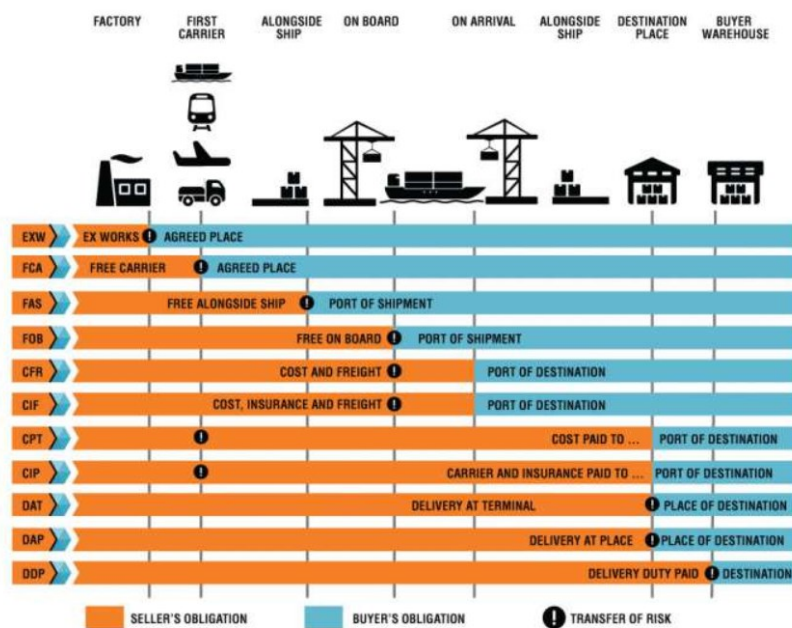 FACTORY
FIRST CARRIER
ALONGSIDE SHIP
ON BOARD
ON ARRIVAL
ALONGSIDE SHIP
DESTINATION PLACE
BUYER WAREHOUSE
EXW EX WORKS ! AGREED PLACE
FCA FREE CARRIER ! AGREED PLACE
FAS FREE ALONGSIDE SHIP ! PORT OF SHIPMENT
FOB FREE ON BOARD ! PORT OF SHIPMENT
CFR COST AND FREIGHT ! PORT OF DESTINATION
CIF COST, INSURANCE AND FREIGHT ! PORT OF DESTINATION
CPT ! COST PAID TO ... PORT OF DESTINATION
CIP ! CARRIER AND INSURANCE PAID TO ... PORT OF DESTINATION
DAT DELIVERY AT TERMINAL ! PLACE OF DESTINATION
DAP DELIVERY AT PLACE ! PLACE OF DESTINATION
DDP DELIVERY DUTY PAID ! DESTINATION
SELLER'S OBLIGATION BUYER'S OBLIGATION ! TRANSFER OF RISK